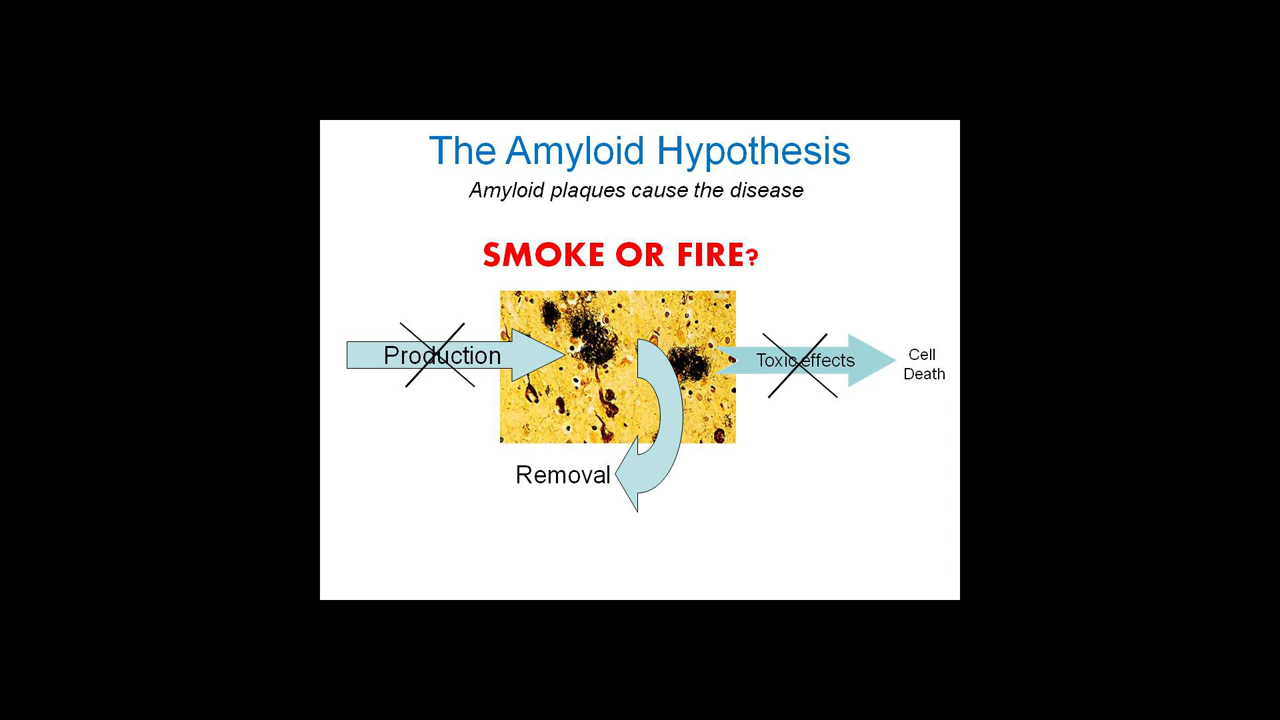 The Amyloid Hypothesis
Amyloid plaques cause the disease
SMOKE OR FIRE?
Production
Toxic effects
Cell
Death
Removal